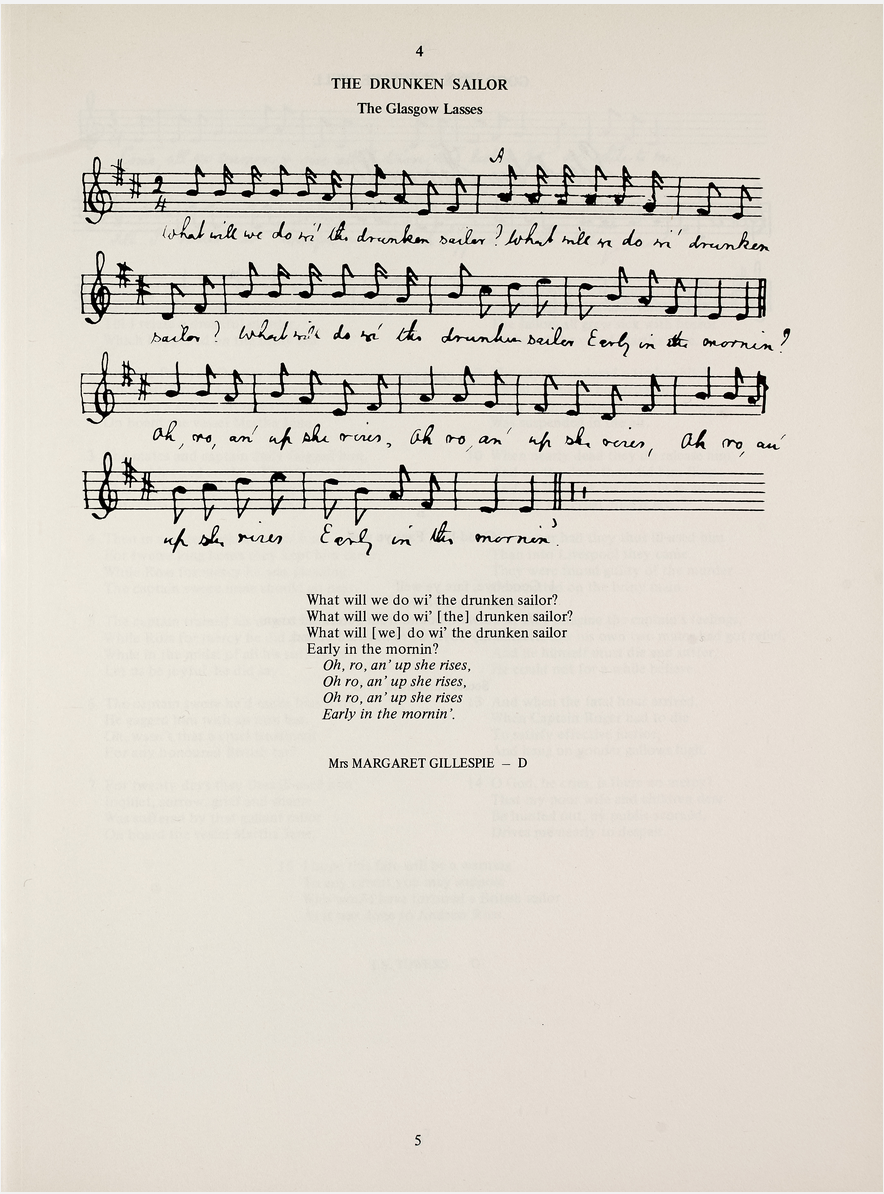 4
THE DRUNKEN SAILOR
The Glasgow Lasses
A
2
4
What will we do wi' the drunken sailor? What will we do wi' drunken
sailor? What will do wi' the drunken sailor Early in the mornin?
Oh, ro, an' up she rises, Oh ro, an' up she rises, Oh ro, an'
up she rises Early in the mornin'.
What will we do wi' the drunken sailor?
What will we do wi' [the] drunken sailor?
What will [we] do wi' the drunken sailor
Early in the mornin?
Oh, ro, an' up she rises,
Oh ro, an' up she rises,
Oh ro, an' up she rises
Early in the mornin'.
Mrs MARGARET GILLESPIE – D
5